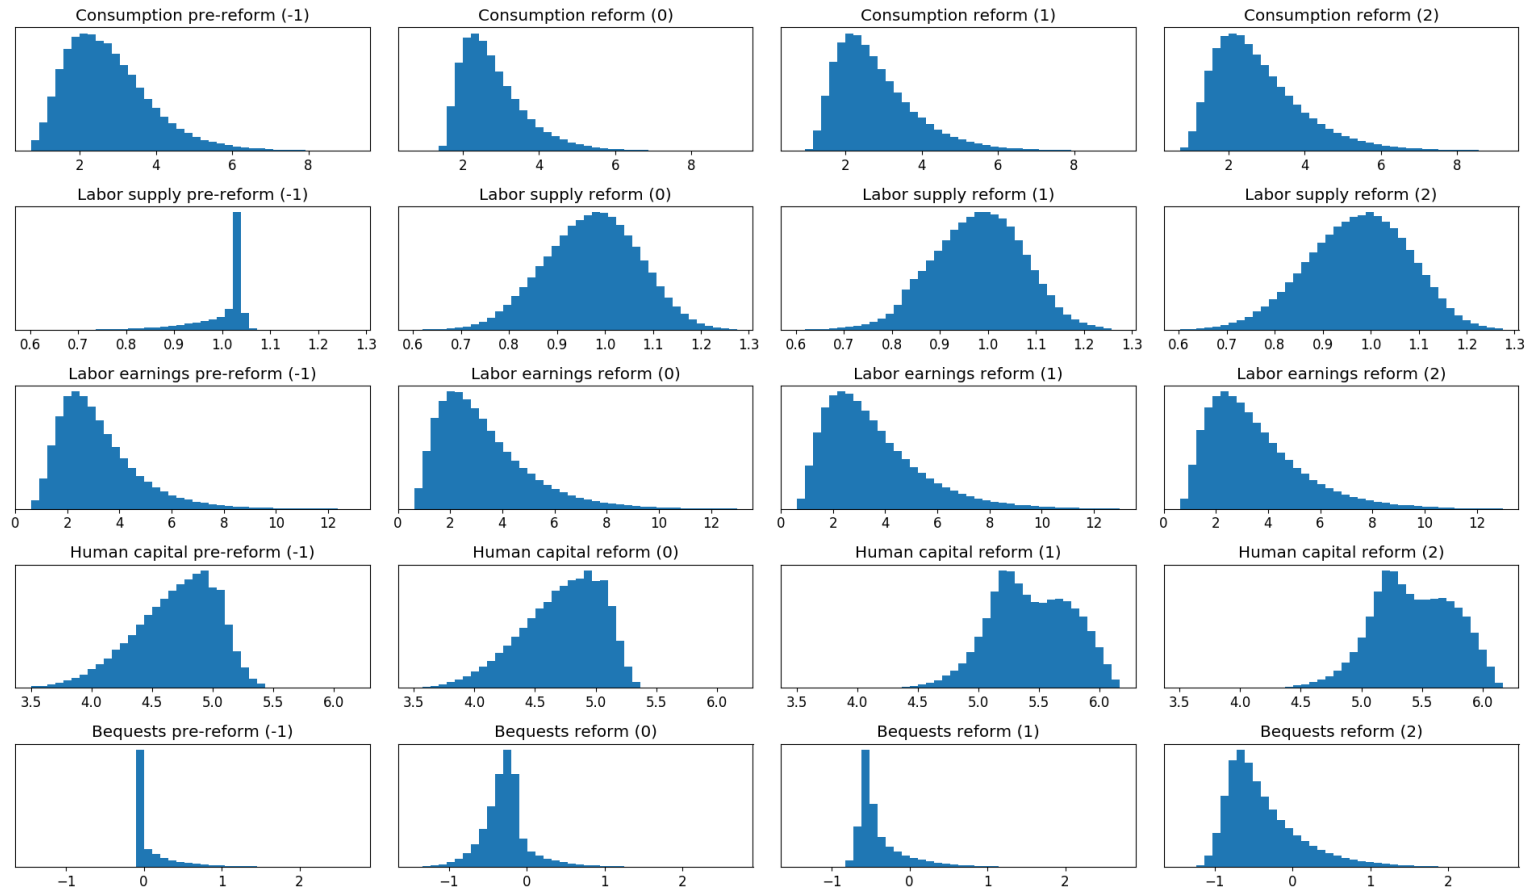 Consumption pre-reform (-1)
Consumption reform (0)
Consumption reform (1)
Consumption reform (2)
2 4 6 8
2 4 6 8
2 4 6 8
2 4 6 8
Labor supply pre-reform (-1)
Labor supply reform (0)
Labor supply reform (1)
Labor supply reform (2)
0.6 0.7 0.8 0.9 1.0 1.1 1.2 1.3
0.6 0.7 0.8 0.9 1.0 1.1 1.2 1.3
0.6 0.7 0.8 0.9 1.0 1.1 1.2 1.3
0.6 0.7 0.8 0.9 1.0 1.1 1.2 1.3
Labor earnings pre-reform (-1)
Labor earnings reform (0)
Labor earnings reform (1)
Labor earnings reform (2)
0 2 4 6 8 10 12
0 2 4 6 8 10 12
0 2 4 6 8 10 12
0 2 4 6 8 10 12
Human capital pre-reform (-1)
Human capital reform (0)
Human capital reform (1)
Human capital reform (2)
3.5 4.0 4.5 5.0 5.5 6.0
3.5 4.0 4.5 5.0 5.5 6.0
3.5 4.0 4.5 5.0 5.5 6.0
3.5 4.0 4.5 5.0 5.5 6.0
Bequests pre-reform (-1)
Bequests reform (0)
Bequests reform (1)
Bequests reform (2)
−1 0 1 2
−1 0 1 2
−1 0 1 2
−1 0 1 2